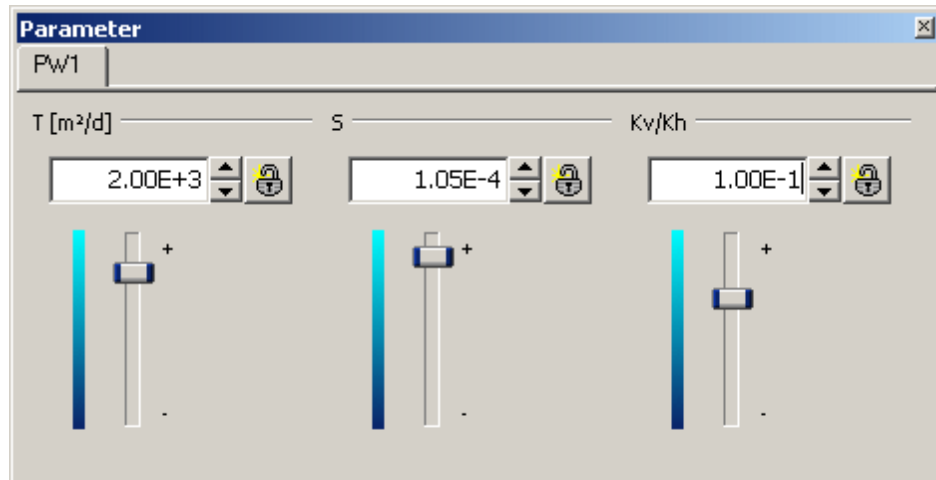 Parameter
PW1
T [m²/d] S Kv/Kh
2.00E+3 1.05E-4 1.00E-1
+ + +
- - -